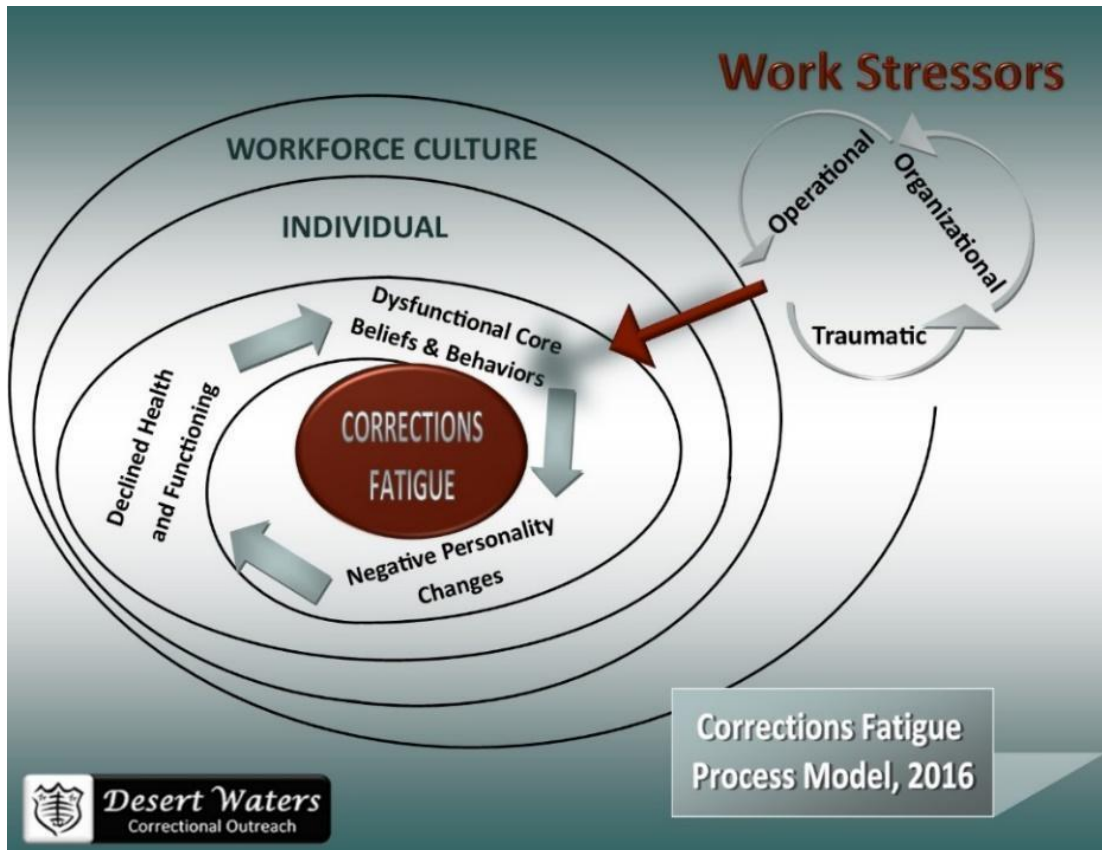 Work Stressors
Operational
Organizational
Traumatic
WORKFORCE CULTURE
INDIVIDUAL
Dysfunctional Core
Beliefs & Behaviors
Declined Health
and Functioning
CORRECTIONS
FATIGUE
Negative Personality
Changes
Corrections Fatigue
Process Model, 2016
Desert Waters
Correctional Outreach